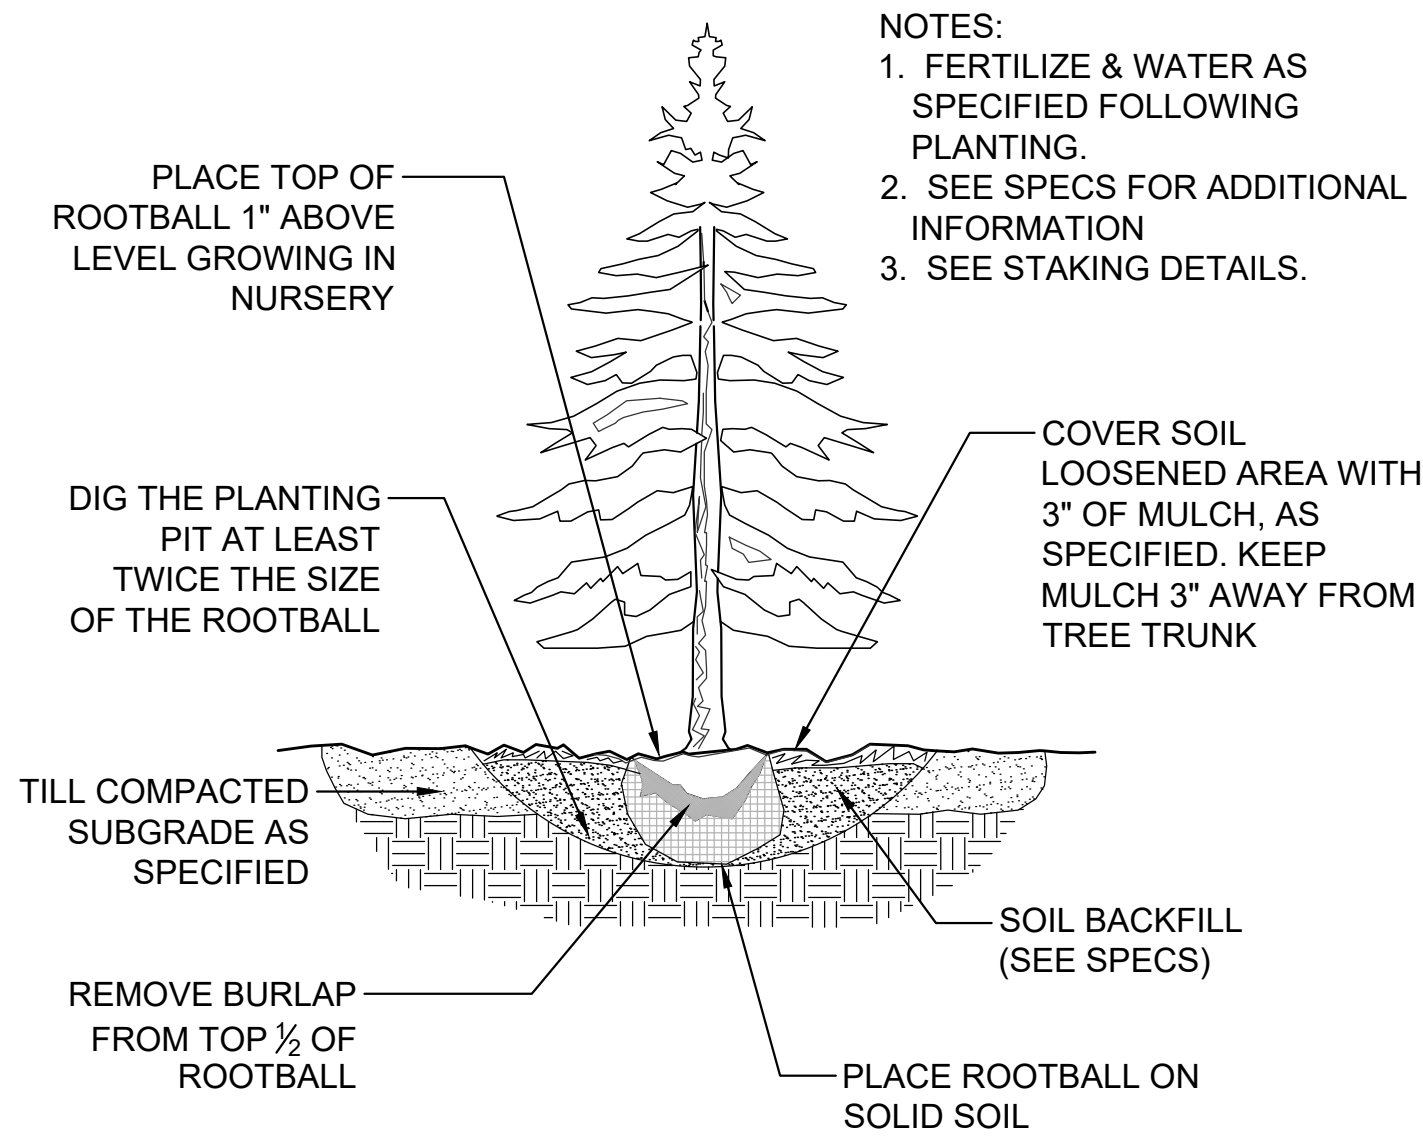 NOTES:
1. FERTILIZE & WATER AS
SPECIFIED FOLLOWING
PLANTING.
2. SEE SPECS FOR ADDITIONAL
INFORMATION
3. SEE STAKING DETAILS.
PLACE TOP OF
ROOTBALL 1" ABOVE
LEVEL GROWING IN
NURSERY
COVER SOIL
LOOSENED AREA WITH
3" OF MULCH, AS
SPECIFIED. KEEP
MULCH 3" AWAY FROM
TREE TRUNK
DIG THE PLANTING
PIT AT LEAST
TWICE THE SIZE
OF THE ROOTBALL
TILL COMPACTED
SUBGRADE AS
SPECIFIED
SOIL BACKFILL
(SEE SPECS)
REMOVE BURLAP
FROM TOP ½ OF
ROOTBALL
PLACE ROOTBALL ON
SOLID SOIL